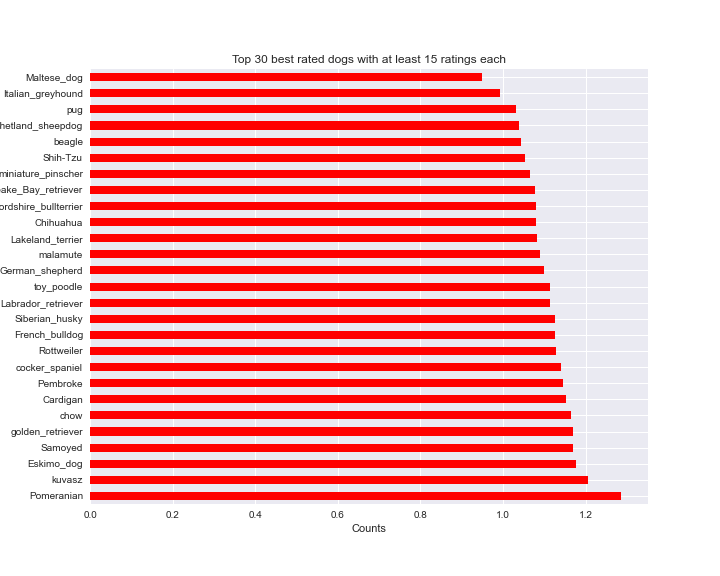 Top 30 best rated dogs with at least 15 ratings each
Maltese_dog
Italian_greyhound
pug
hetland_sheepdog
beagle
Shih-Tzu
miniature_pinscher
eake_Bay_retriever
ordshire_bullterrier
Chihuahua
Lakeland_terrier
malamute
German_shepherd
toy_poodle
Labrador_retriever
Siberian_husky
French_bulldog
Rottweiler
cocker_spaniel
Pembroke
Cardigan
chow
golden_retriever
Samoyed
Eskimo_dog
kuvasz
Pomeranian
0.0 0.2 0.4 0.6 0.8 1.0 1.2
Counts